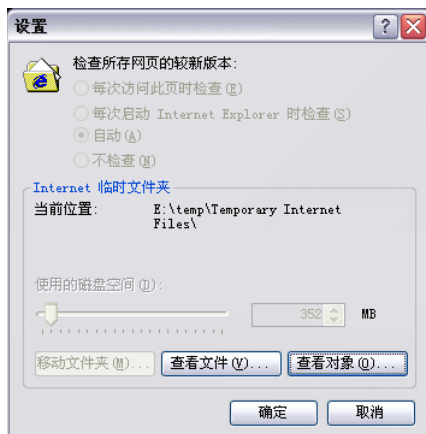 设置
检查所存网页的较新版本:
每次访问此页时检查(E)
每次启动 Internet Explorer 时检查(S)
自动(A)
不检查(N)
Internet 临时文件夹
当前位置: E:\temp\Temporary Internet
Files\
使用的磁盘空间(D):
352 MB
移动文件夹(M)... 查看文件(V)... 查看对象(O)...
确定 取消